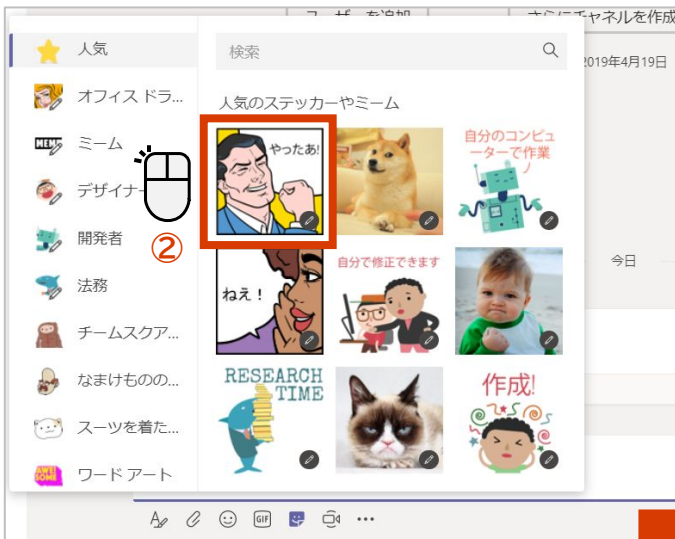 ユーザーを追加
さらにチャネルを作成
人気
検索
2019年4月19日
オフィス ドラ...
人気のステッカーやミーム
MEME
ミーム
デザイナー
開発者
法務
チームスクア...
なまけものの...
スーツを着た...
AWE
SOME
ワード アート
②
やったあ!
自分のコンピュ
ーターで作業
ノ
ねえ！
自分で修正できます
RESEARCH
TIME
作成!
今日
GIF